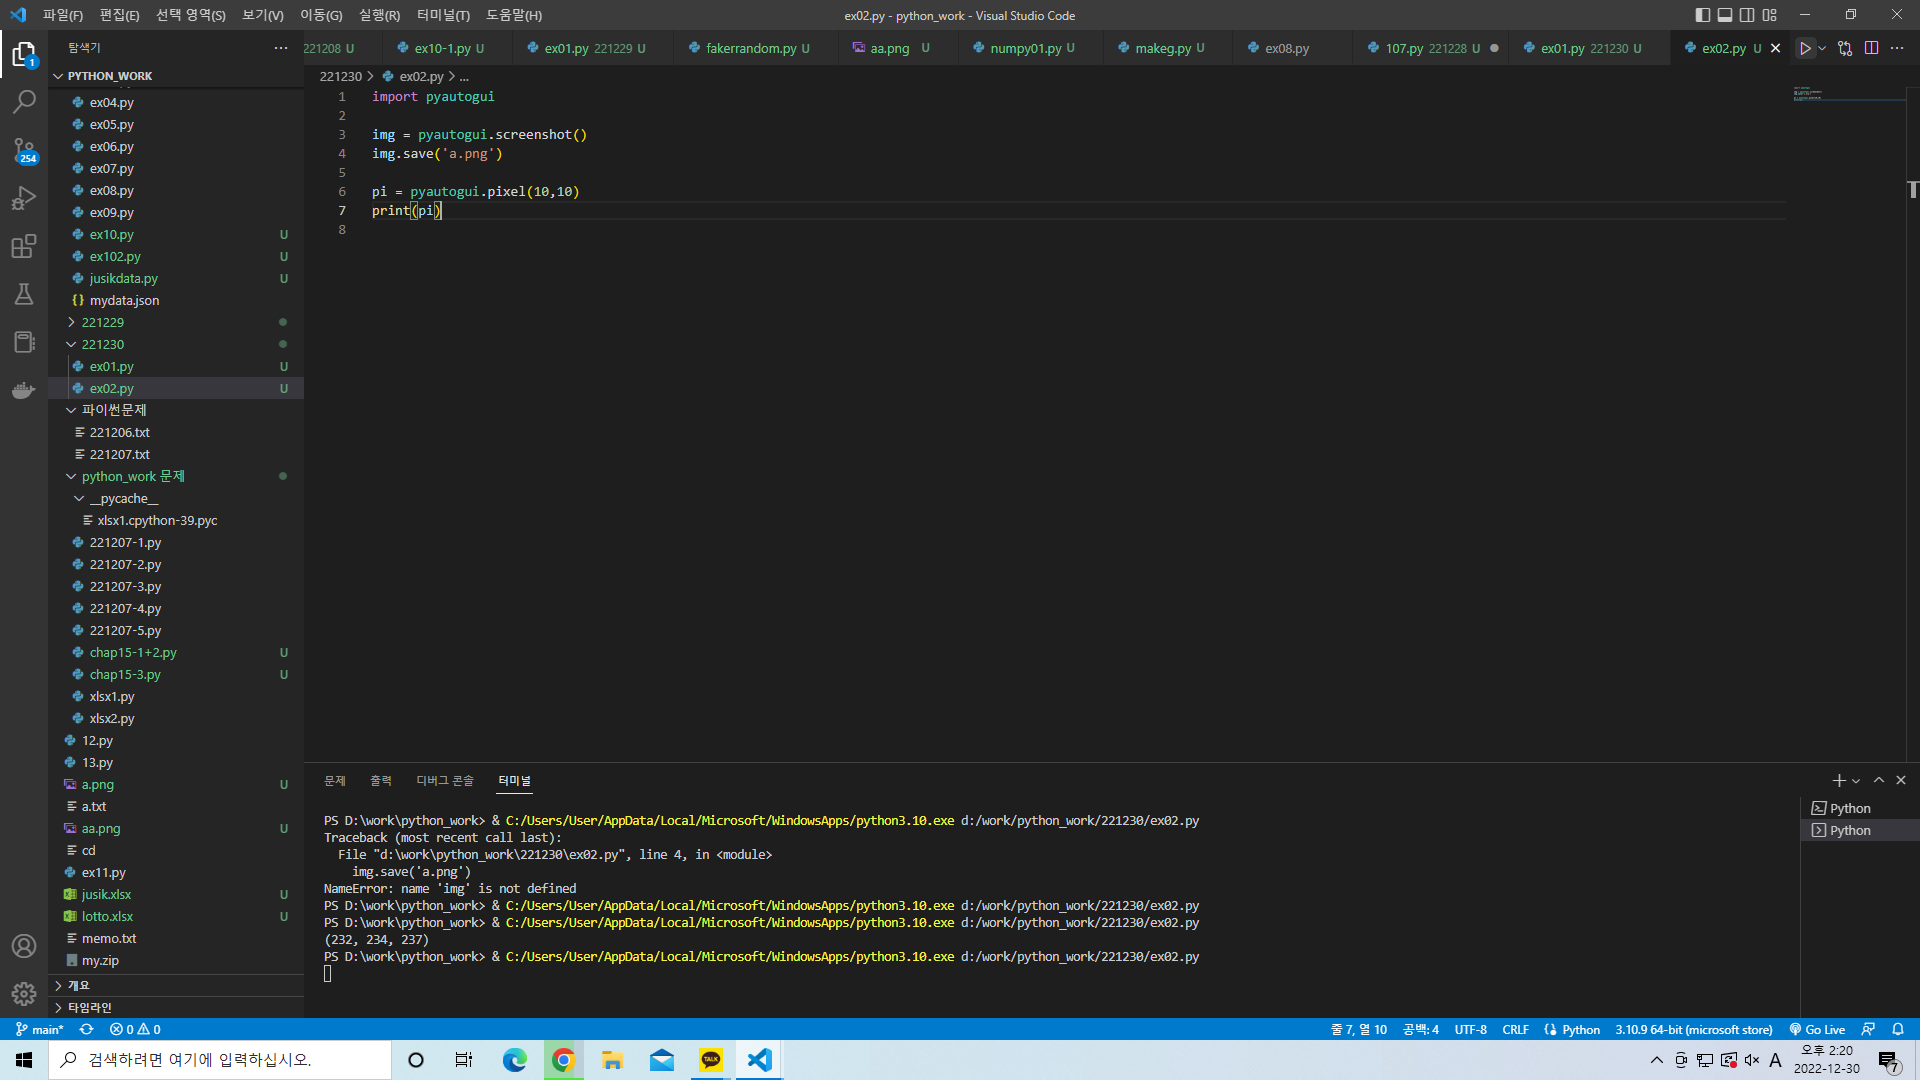 파일(F) 편집(E) 선택 영역(S) 보기(V) 이동(G) 실행(R) 터미널(T) 도움말(H)
ex02.py - python_work - Visual Studio Code
탐색기
221208 U
ex10-1.py U
ex01.py 221229 U
fakerrandom.py U
aa.png U
numpy01.py U
makeg.py U
ex08.py
107.py 221228 U
ex01.py 221230 U
ex02.py U
1
254
PYTHON_WORK
ex04.py
ex05.py
ex06.py
ex07.py
ex08.py
ex09.py
ex10.py U
ex102.py U
jusikdata.py U
mydata.json
221229
221230
ex01.py U
ex02.py U
파이썬문제
221206.txt
221207.txt
python_work 문제
__pycache__
xlsx1.cpython-39.pyc
221207-1.py
221207-2.py
221207-3.py
221207-4.py
221207-5.py
chap15-1+2.py U
chap15-3.py U
xlsx1.py
xlsx2.py
12.py
13.py
a.png U
a.txt
aa.png U
cd
ex11.py
jusik.xlsx U
lotto.xlsx U
memo.txt
my.zip
개요
타임라인
221230 > ex02.py > ...
1 import pyautogui
2
3 img = pyautogui.screenshot()
4 img.save('a.png')
5
6 pi = pyautogui.pixel(10,10)
7 print(pi)
8
문제 출력 디버그 콘솔 터미널
PS D:\work\python_work> & C:/Users/User/AppData/Local/Microsoft/WindowsApps/python3.10.exe d:/work/python_work/221230/ex02.py
Traceback (most recent call last):
File "d:\work\python_work\221230\ex02.py", line 4, in <module>
img.save('a.png')
NameError: name 'img' is not defined
PS D:\work\python_work> & C:/Users/User/AppData/Local/Microsoft/WindowsApps/python3.10.exe d:/work/python_work/221230/ex02.py
PS D:\work\python_work> & C:/Users/User/AppData/Local/Microsoft/WindowsApps/python3.10.exe d:/work/python_work/221230/ex02.py
(232, 234, 237)
PS D:\work\python_work> & C:/Users/User/AppData/Local/Microsoft/WindowsApps/python3.10.exe d:/work/python_work/221230/ex02.py
Python
Python
main* 0 0
줄 7, 열 10 공백: 4 UTF-8 CRLF Python 3.10.9 64-bit (microsoft store) Go Live
검색하려면 여기에 입력하십시오.
TALK
A
오후 2:20
2022-12-30
7